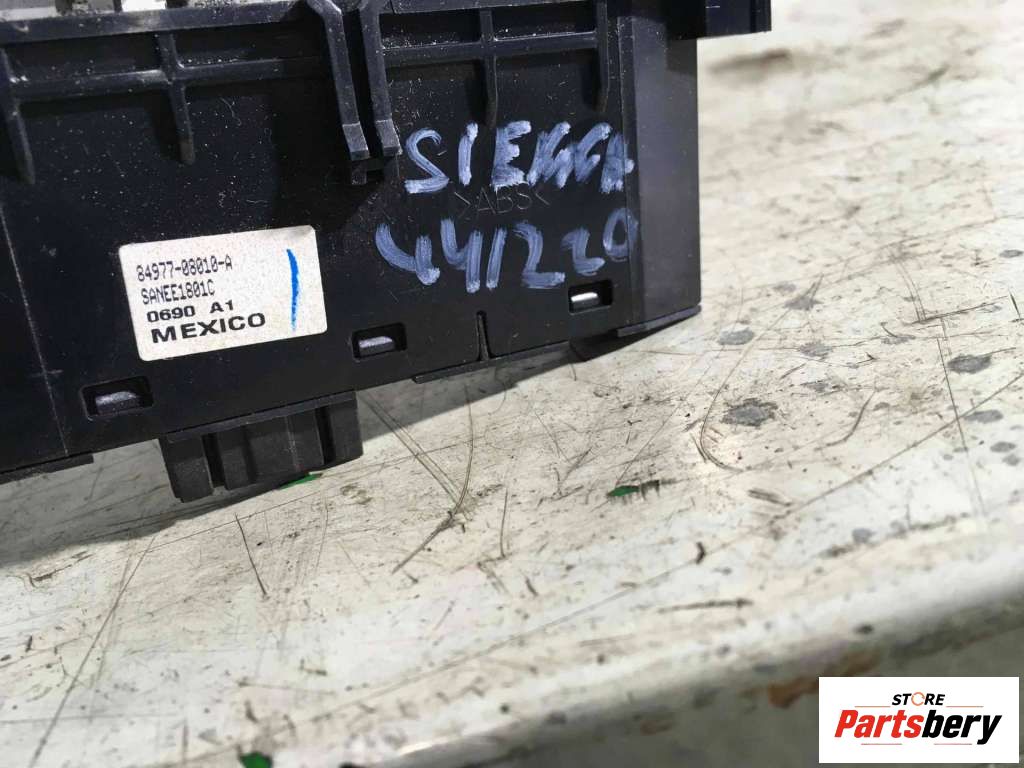 SIENNA
>ABS<
441220
84977-08010-A
SANEE1801C
0690 A1
MEXICO
STORE
Partsbery